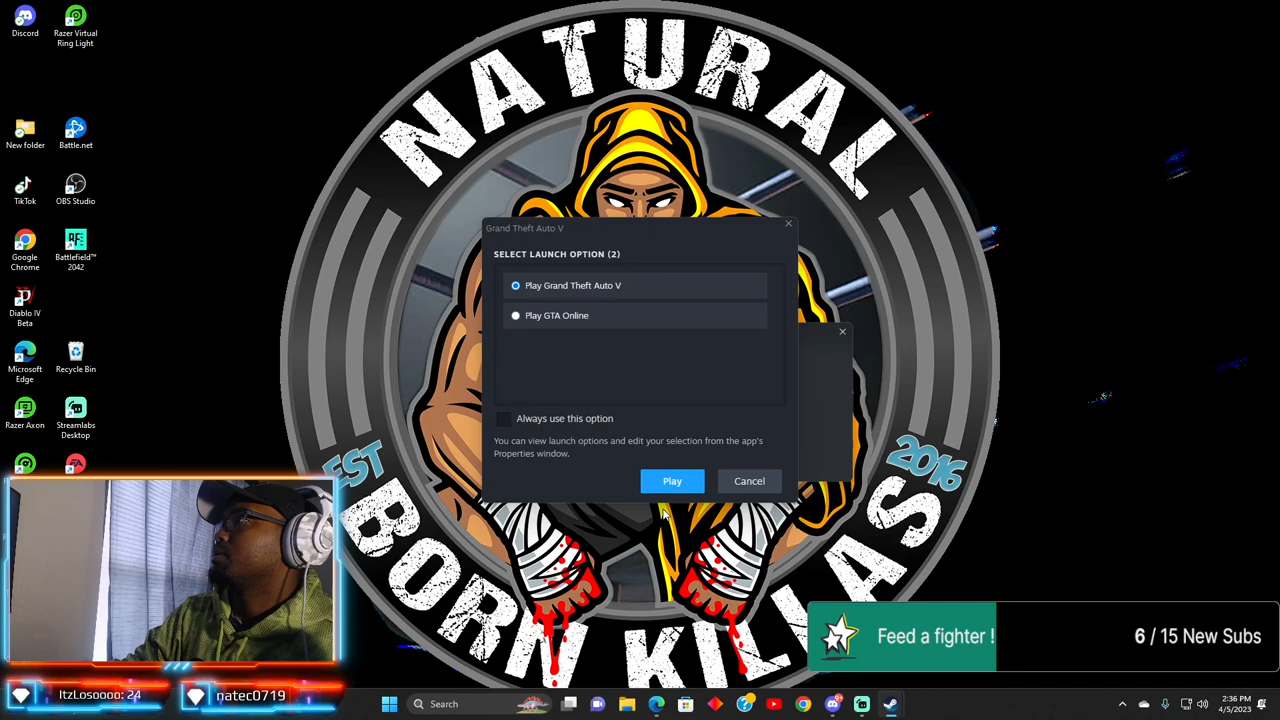 Discord
Razer Virtual
Ring Light
New folder
Battle.net
TikTok
OBS Studio
Google
Chrome
Battlefield™
2042
Diablo IV
Beta
Microsoft
Edge
Recycle Bin
Razer Axon
Streamlabs
Desktop
NATURAL
BORN KILLAS
EST
2016
Grand Theft Auto V
SELECT LAUNCH OPTION (2)
Play Grand Theft Auto V
Play GTA Online
Always use this option
You can view launch options and edit your selection from the app's
Properties window.
Play
Cancel
Feed a fighter !
6 / 15 New Subs
ItzLosoooo: 24
natec0719
Search
2:36 PM
4/5/2023